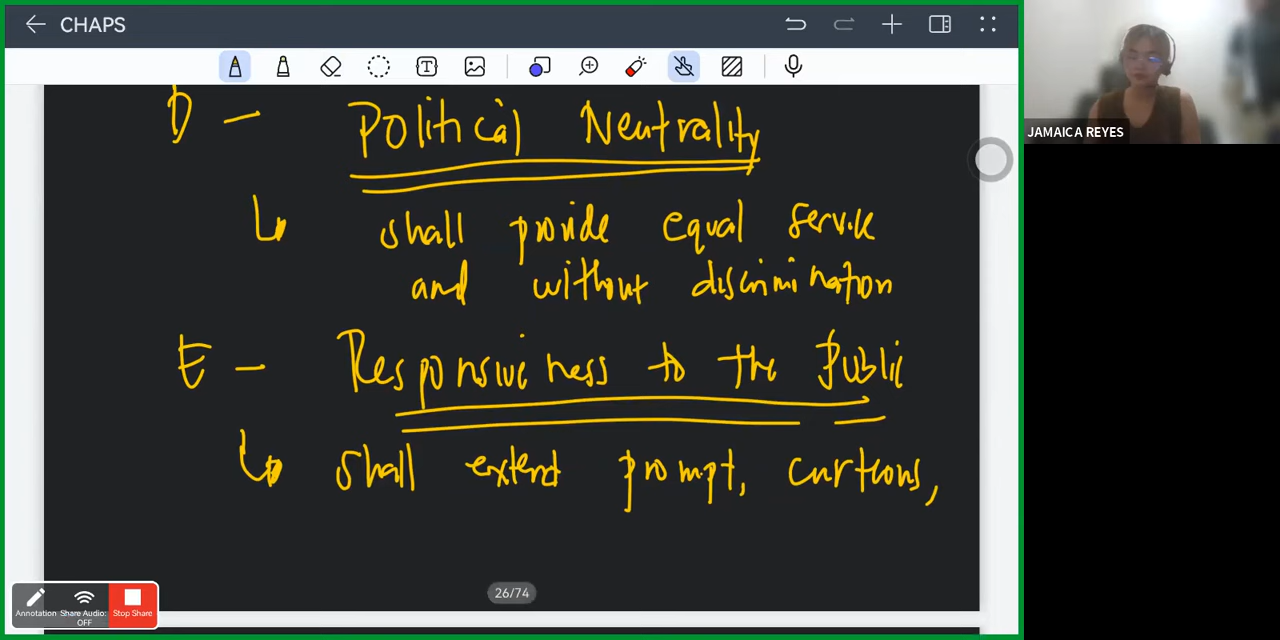 CHAPS
JAMAICA REYES
D - Political Neutrality
shall provide equal service
and without discrimination
E - Responsiveness to the Public
shall extend prompt, curteous,
26/74
Annotation Share Audio: OFF Stop Share